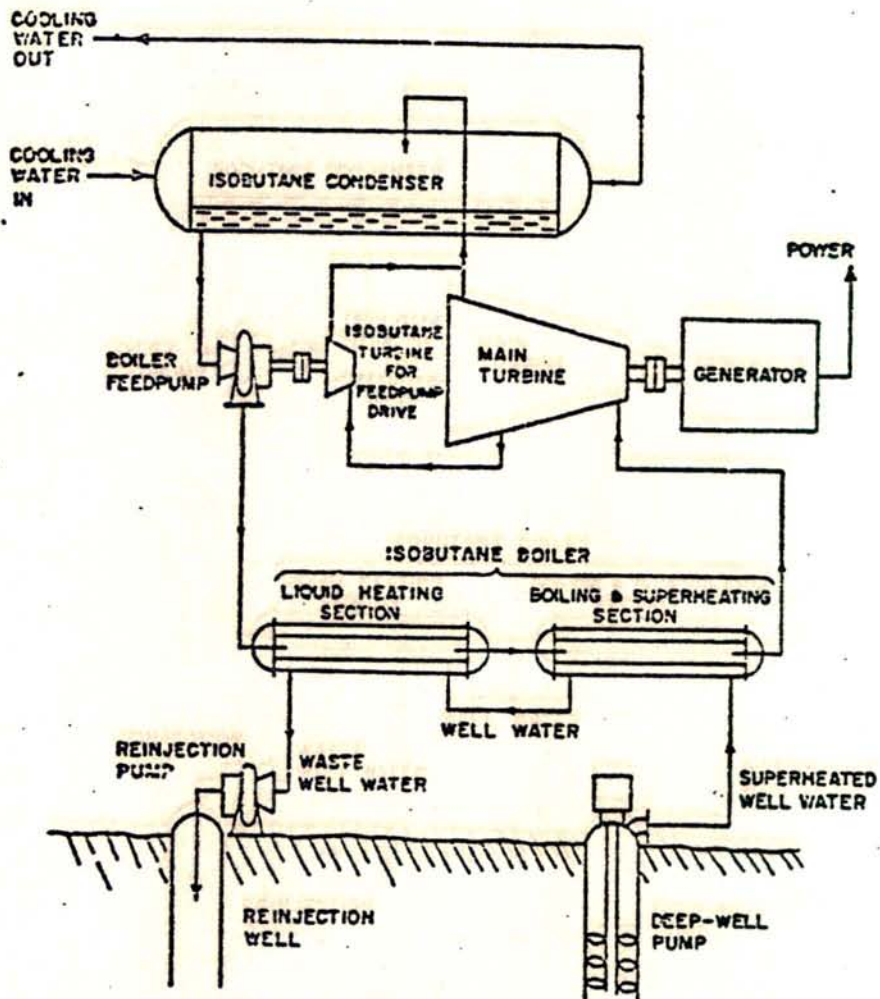 COOLING
WATER
OUT
COOLING
WATER
IN
ISOBUTANE CONDENSER
POWER
BOILER
FEEDPUMP
ISOBUTANE
TURBINE
FOR
FEEDPUMP
DRIVE
MAIN
TURBINE
GENERATOR
ISOBUTANE BOILER
LIQUID HEATING
SECTION
BOILING & SUPERHEATING
SECTION
WELL WATER
REINJECTION
PUMP
WASTE
WELL WATER
SUPERHEATED
WELL WATER
REINJECTION
WELL
DEEP-WELL
PUMP